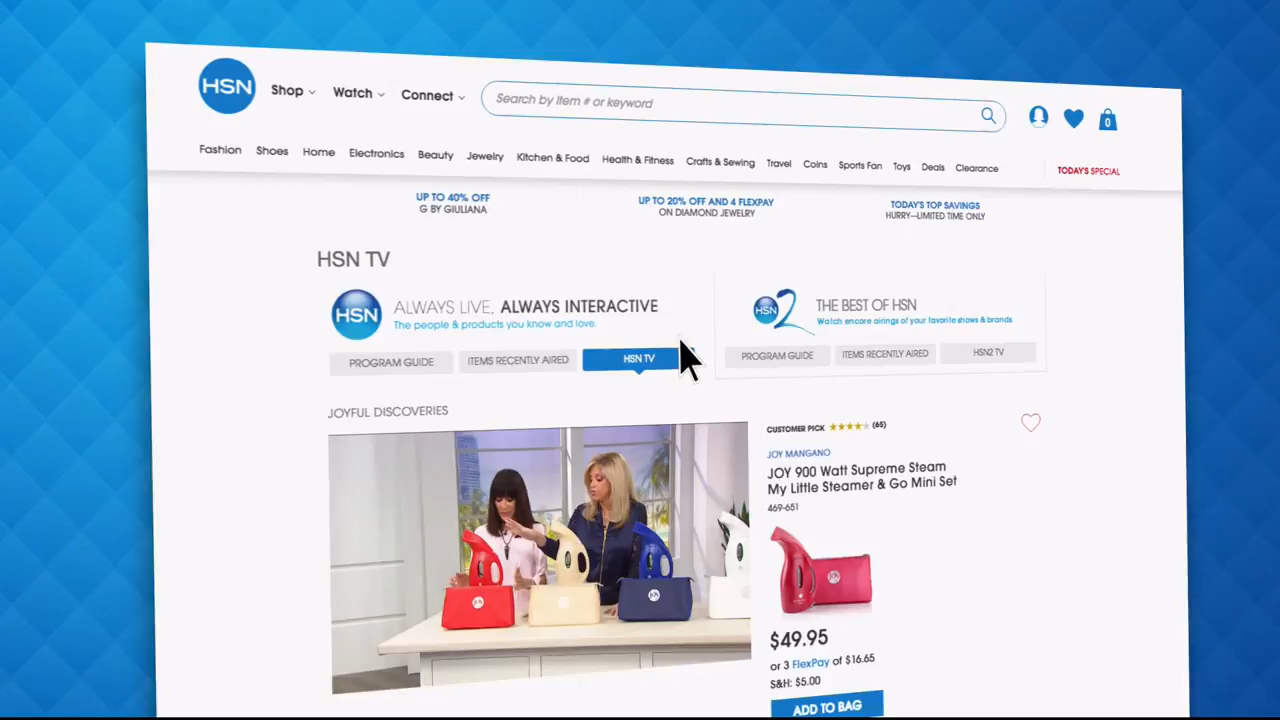 HSN
Shop
Watch
Connect
Search by item # or keyword
0
Fashion
Shoes
Home
Electronics
Beauty
Jewelry
Kitchen & Food
Health & Fitness
Crafts & Sewing
Travel
Coins
Sports Fan
Toys
Deals
Clearance
TODAY'S SPECIAL
UP TO 40% OFF
G BY GIULIANA
UP TO 20% OFF AND 4 FLEXPAY
ON DIAMOND JEWELRY
TODAY'S TOP SAVINGS
HURRY—LIMITED TIME ONLY
HSN TV
HSN
ALWAYS LIVE, ALWAYS INTERACTIVE
The people & products you know and love.
PROGRAM GUIDE
ITEMS RECENTLY AIRED
HSN TV
HSN 2
THE BEST OF HSN
Watch encore airings of your favorite shows & brands.
PROGRAM GUIDE
ITEMS RECENTLY AIRED
HSN2 TV
JOYFUL DISCOVERIES
JOY
JOY
CUSTOMER PICK
(65)
JOY MANGANO
JOY 900 Watt Supreme Steam
My Little Steamer & Go Mini Set
469-651
JOY
$49.95
or 3 FlexPay of $16.65
S&H: $5.00
ADD TO BAG